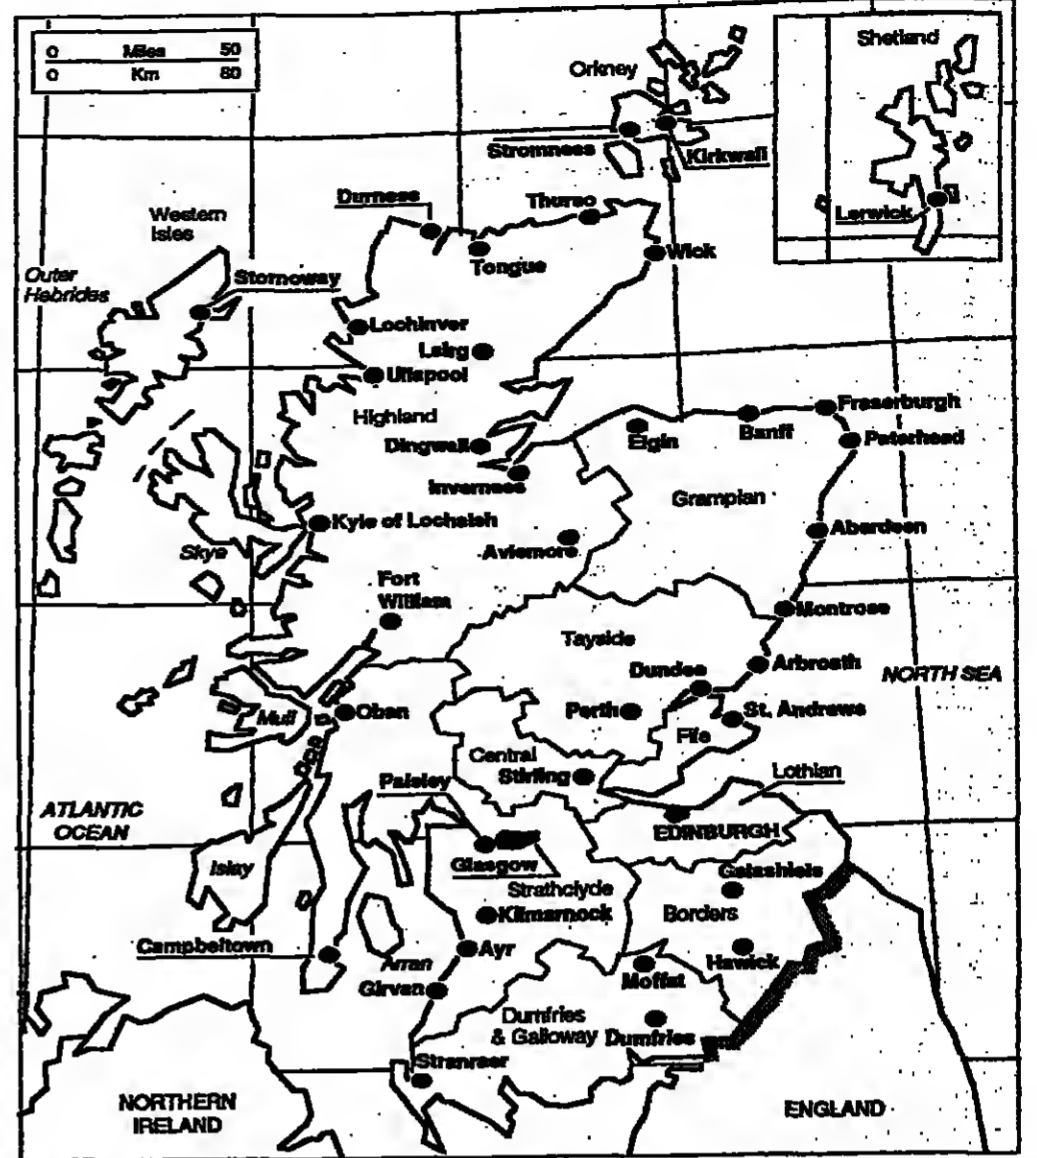 0 Miles 50
0 Km 80
Shetland
Orkney
Stromness
Kirkwall
Lerwick
Durness
Thurso
Western
Isles
Tongue
Wick
Outer
Hebrides
Stornoway
Lochinver
Lairg
Ullapool
Highland
Fraserburgh
Elgin
Banff
Peterhead
Dingwall
Inverness
Grampian
Kyle of Lochalsh
Aberdeen
Skye
Aviemore
Fort
William
Montrose
Tayside
Arbroath
Dundee
NORTH SEA
Perth
St. Andrews
Mull
Oban
Fife
Central
Stirling
Lothian
Paisley
ATLANTIC
OCEAN
EDINBURGH
Glasgow
Islay
Galashiels
Strathclyde
Kilmarnock
Borders
Campbeltown
Ayr
Hawick
Arran
Moffat
Girvan
Dumfries
& Galloway
Dumfries
Stranraer
NORTHERN
IRELAND
ENGLAND